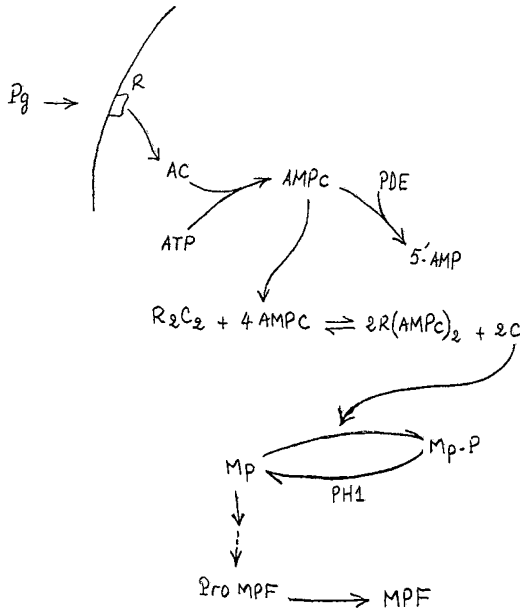 R
Pg →
AC
AMPc
PDE
ATP
5'-AMP
R₂C₂ + 4 AMPC ⇌ 2R(AMPc)₂ + 2C
Mp
Mp-P
PH1
Pro MPF → MPF